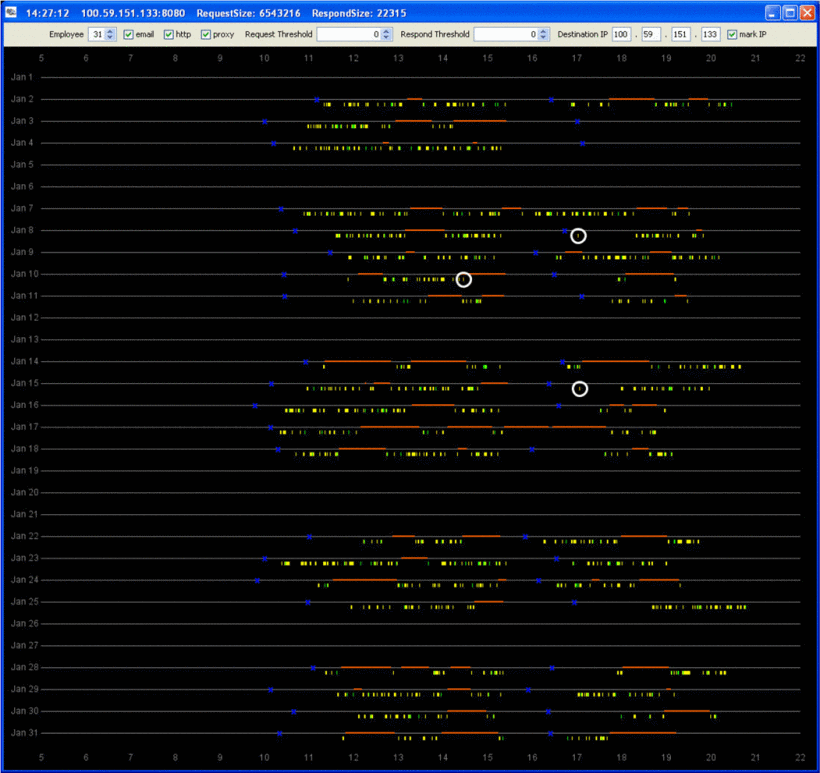 14:27:12 100.59.151.133:8080 RequestSize: 6543216 RespondSize: 22315
Employee 31 email http proxy Request Threshold 0 Respond Threshold 0 Destination IP 100 . 59 . 151 . 133 mark IP
5 6 7 8 9 10 11 12 13 14 15 16 17 18 19 20 21 22
Jan 1
Jan 2
Jan 3
Jan 4
Jan 5
Jan 6
Jan 7
Jan 8
Jan 9
Jan 10
Jan 11
Jan 12
Jan 13
Jan 14
Jan 15
Jan 16
Jan 17
Jan 18
Jan 19
Jan 20
Jan 21
Jan 22
Jan 23
Jan 24
Jan 25
Jan 26
Jan 27
Jan 28
Jan 29
Jan 30
Jan 31
5 6 7 8 9 10 11 12 13 14 15 16 17 18 19 20 21 22